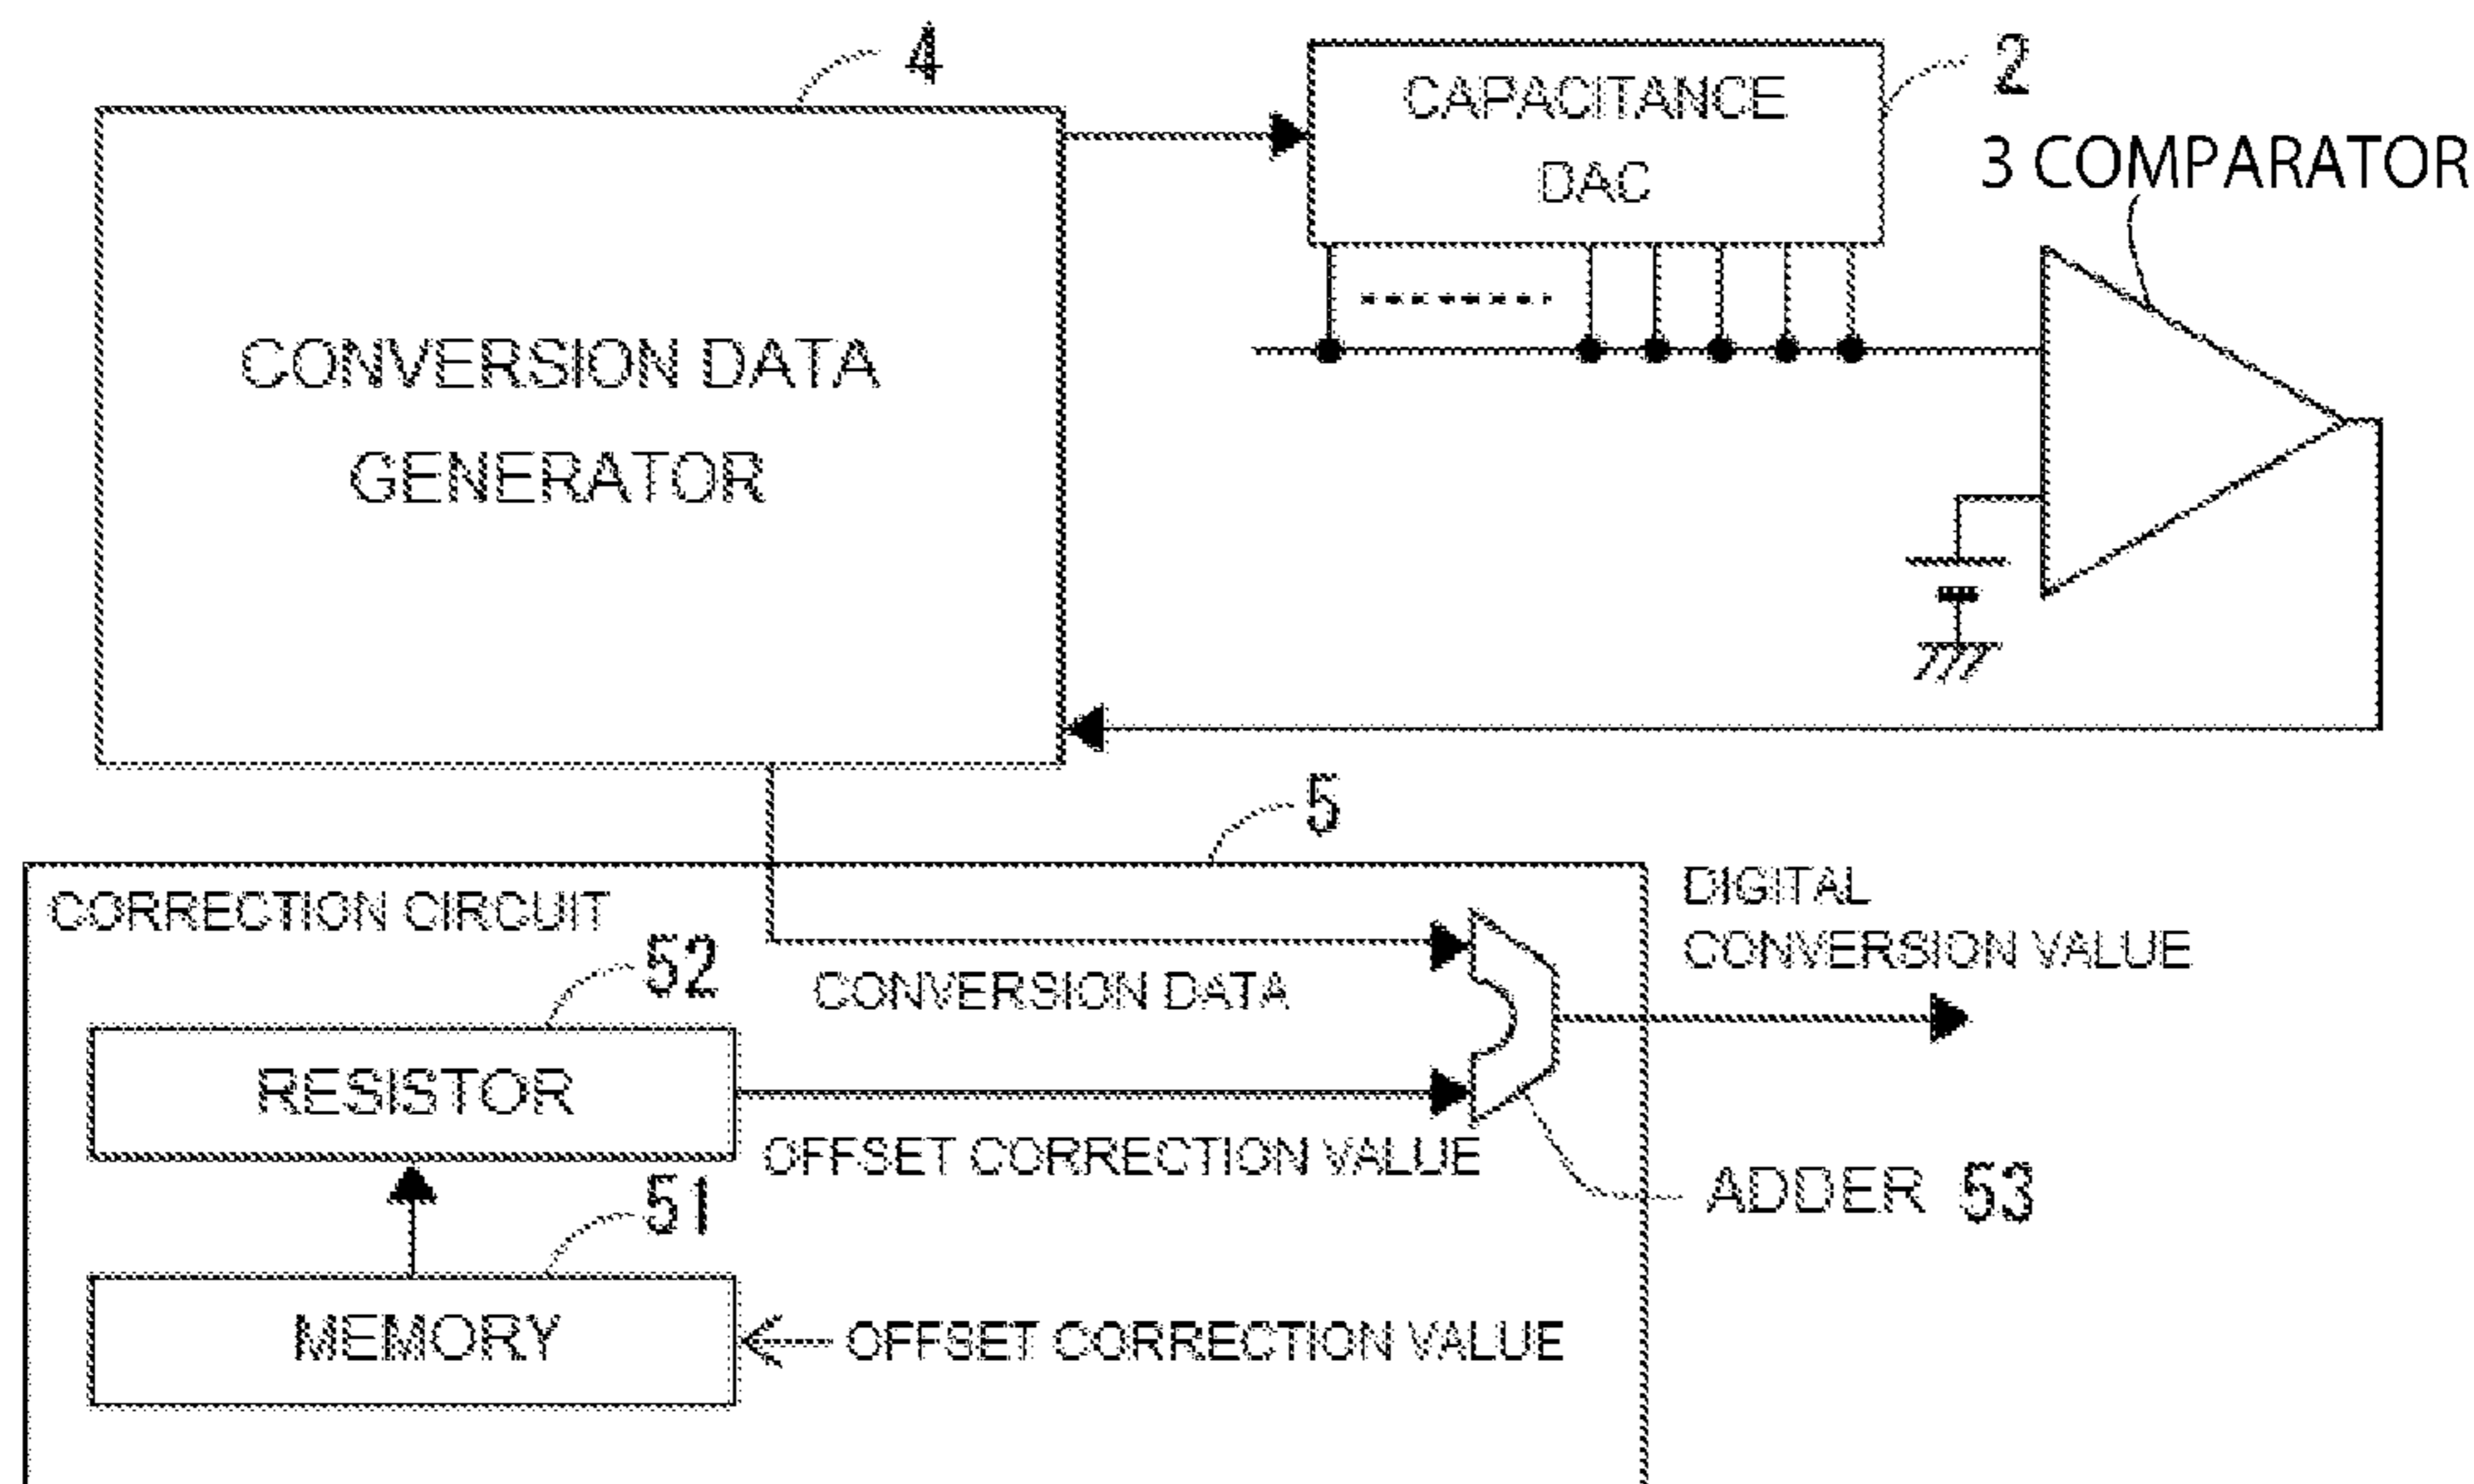 4
CAPACITANCE
DAC
2
3 COMPARATOR
CONVERSION DATA
GENERATOR
5
CORRECTION CIRCUIT
DIGITAL
CONVERSION VALUE
52
CONVERSION DATA
RESISTOR
OFFSET CORRECTION VALUE
ADDER 53
51
MEMORY
OFFSET CORRECTION VALUE